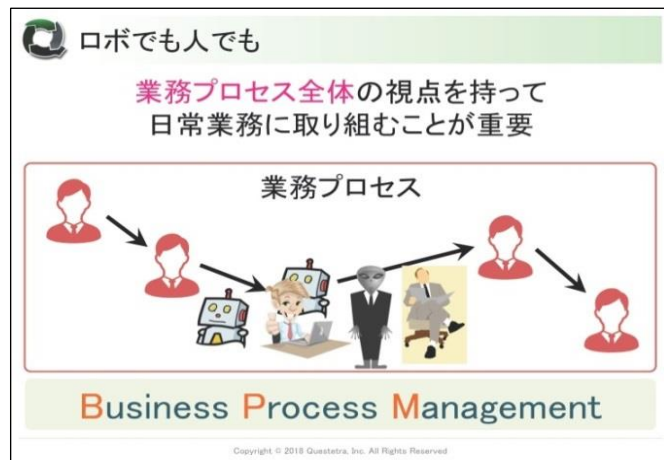 ロボでも人でも
業務プロセス全体の視点を持って
日常業務に取り組むことが重要
業務プロセス
Business Process Management
Copyright © 2018 Questetra, Inc. All Rights Reserved